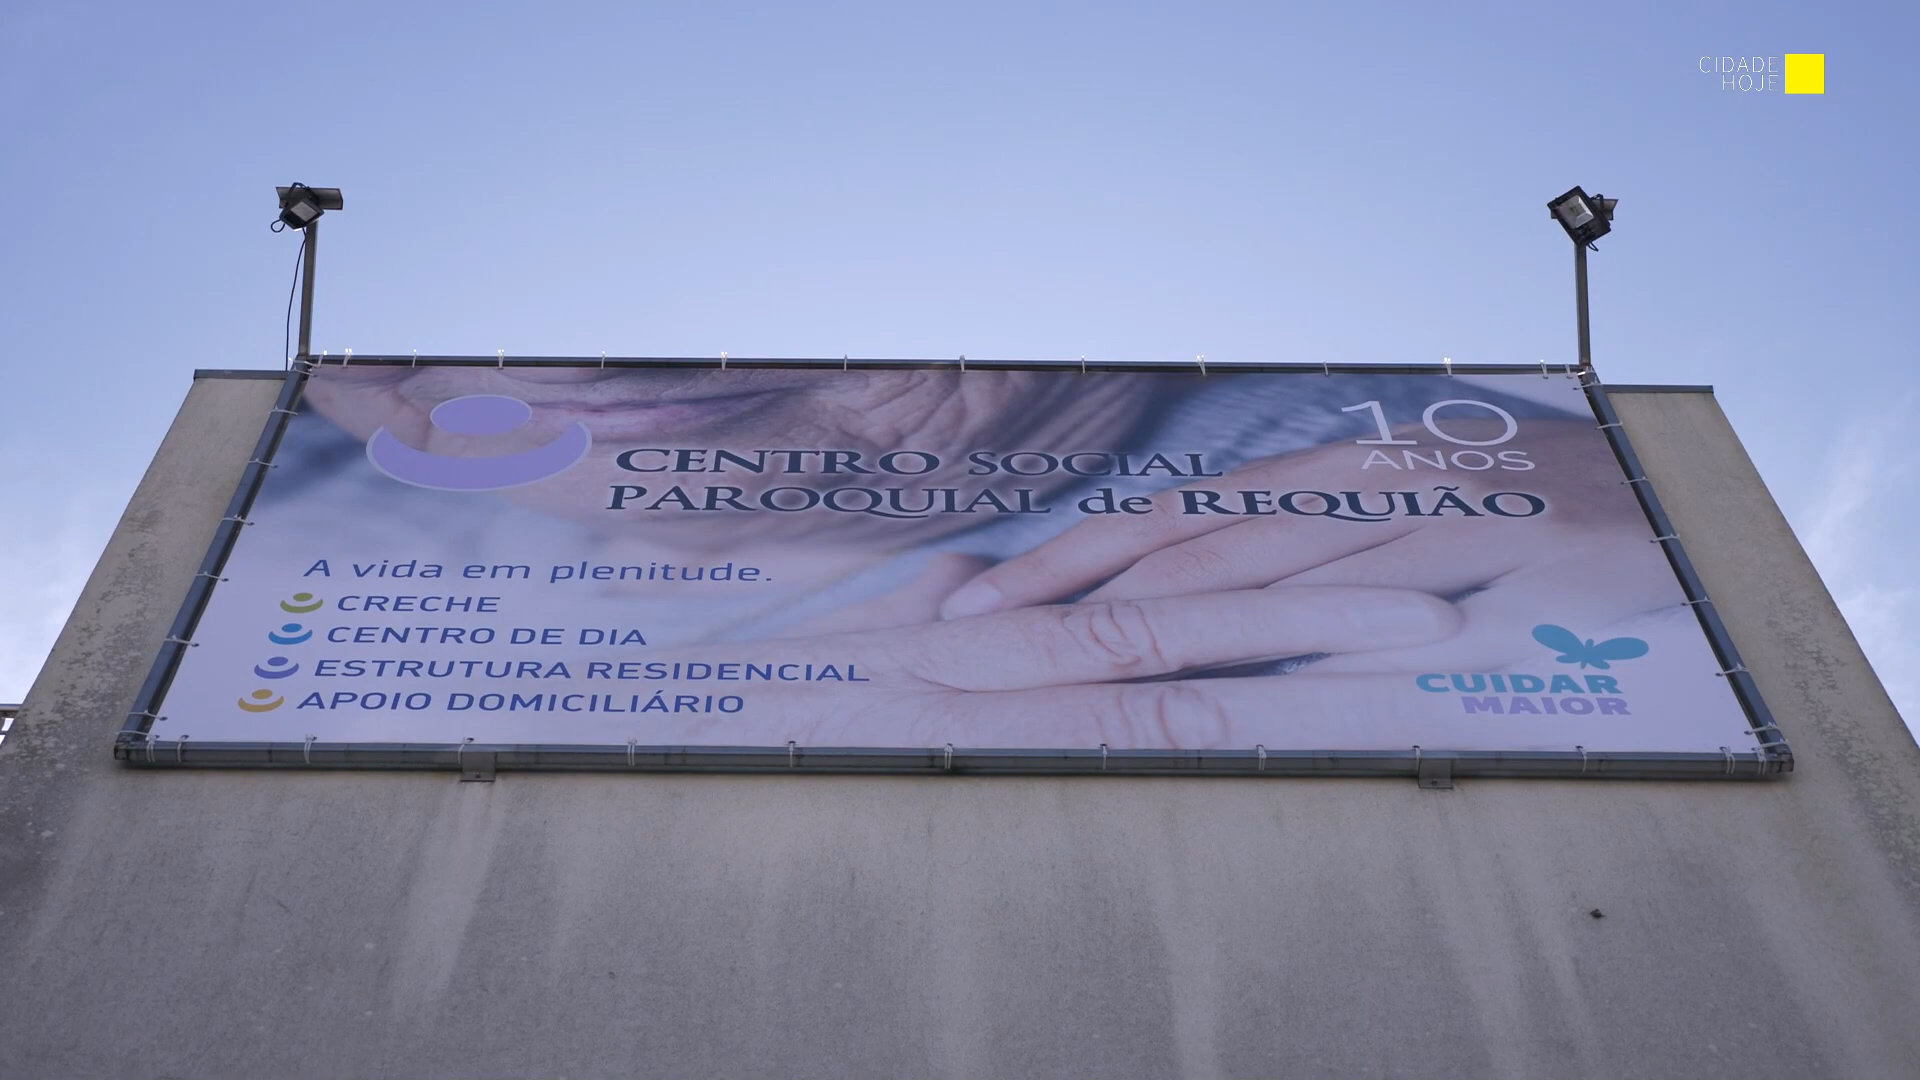 CIDADE
HOJE
10
ANOS
CENTRO SOCIAL
PAROQUIAL de REQUIÃO
A vida em plenitude.
CRECHE
CENTRO DE DIA
ESTRUTURA RESIDENCIAL
APOIO DOMICILIÁRIO
CUIDAR
MAIOR